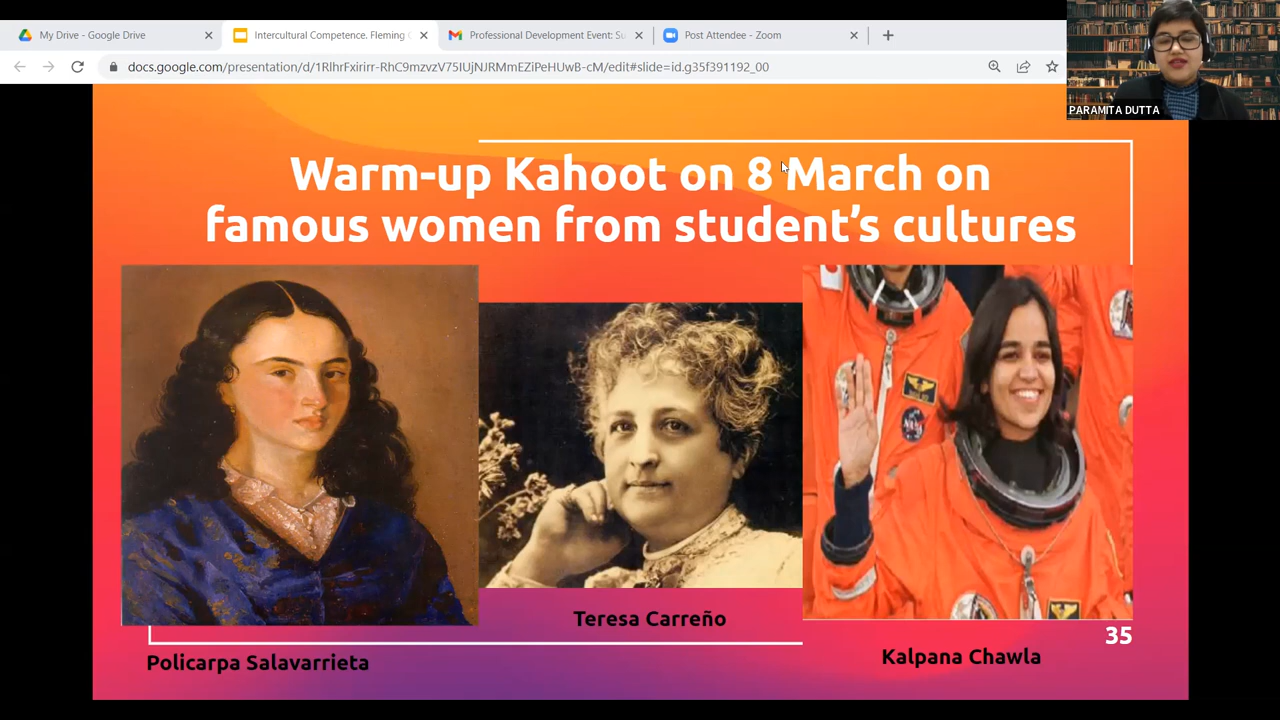 My Drive - Google Drive
Intercultural Competence. Fleming
Professional Development Event: Su
Post Attendee - Zoom
docs.google.com/presentation/d/1RlhrFxirirr-RhC9mzvzV75IUjNJRMmEZiPeHUwB-cM/edit#slide=id.g35f391192_00
PARAMITA DUTTA
Warm-up Kahoot on 8 March on
famous women from student’s cultures
Teresa Carreño
35
Policarpa Salavarrieta
Kalpana Chawla